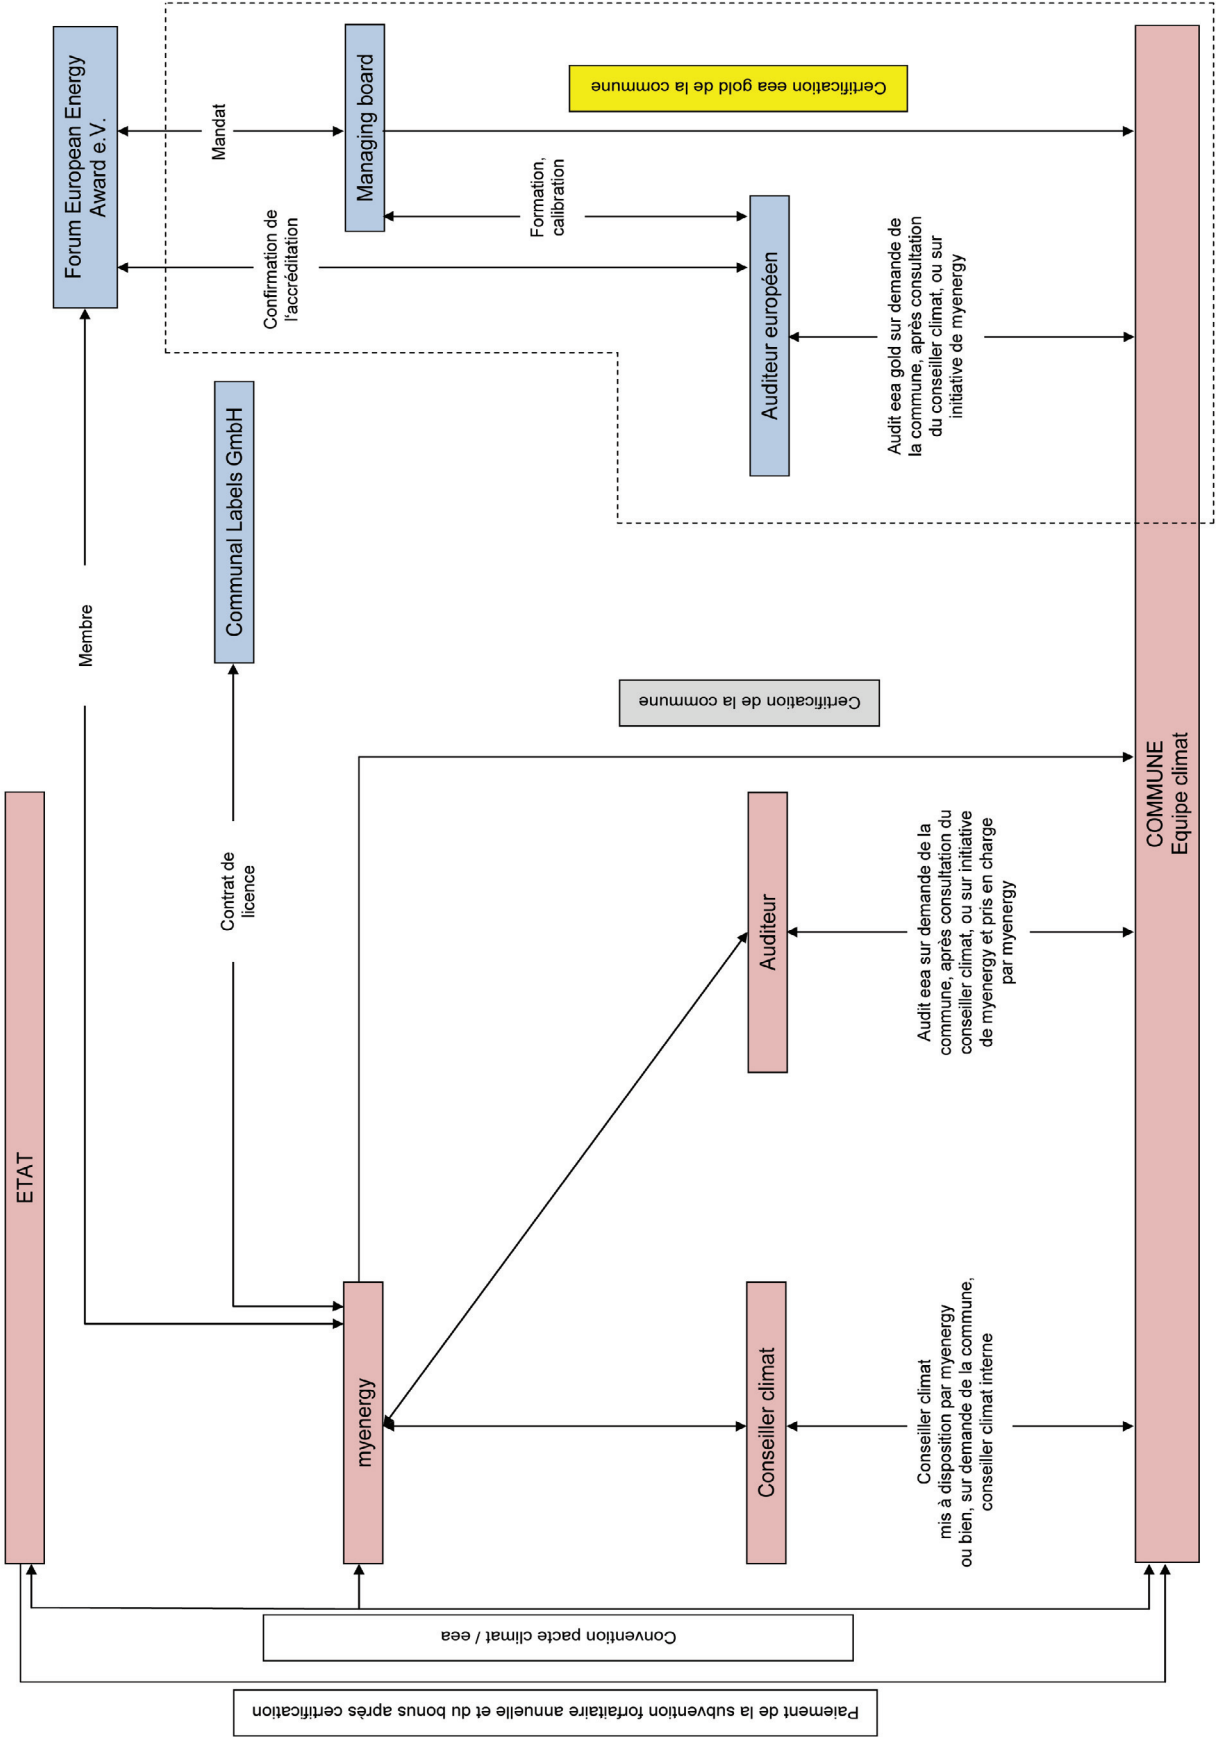 ETAT
Forum European Energy
Award e.V.
Membre
Communal Labels GmbH
Contrat de
licence
Mandat
Confirmation de
l'accréditation
myenergy
Managing board
Formation,
calibration
Certification eea gold de la commune
Certification de la commune
Conseiller climat
Auditeur
Auditeur européen
Conseiller climat
mis à disposition par myenergy
ou bien, sur demande de la commune,
conseiller climat interne
Audit eea sur demande de la
commune, après consultation du
conseiller climat, ou sur initiative
de myenergy et pris en charge
par myenergy
Audit eea gold sur demande de
la commune, après consultation
du conseiller climat, ou sur
initiative de myenergy
COMMUNE
Equipe climat
Convention pacte climat / eea
Paiement de la subvention forfaitaire annuelle et du bonus après certification